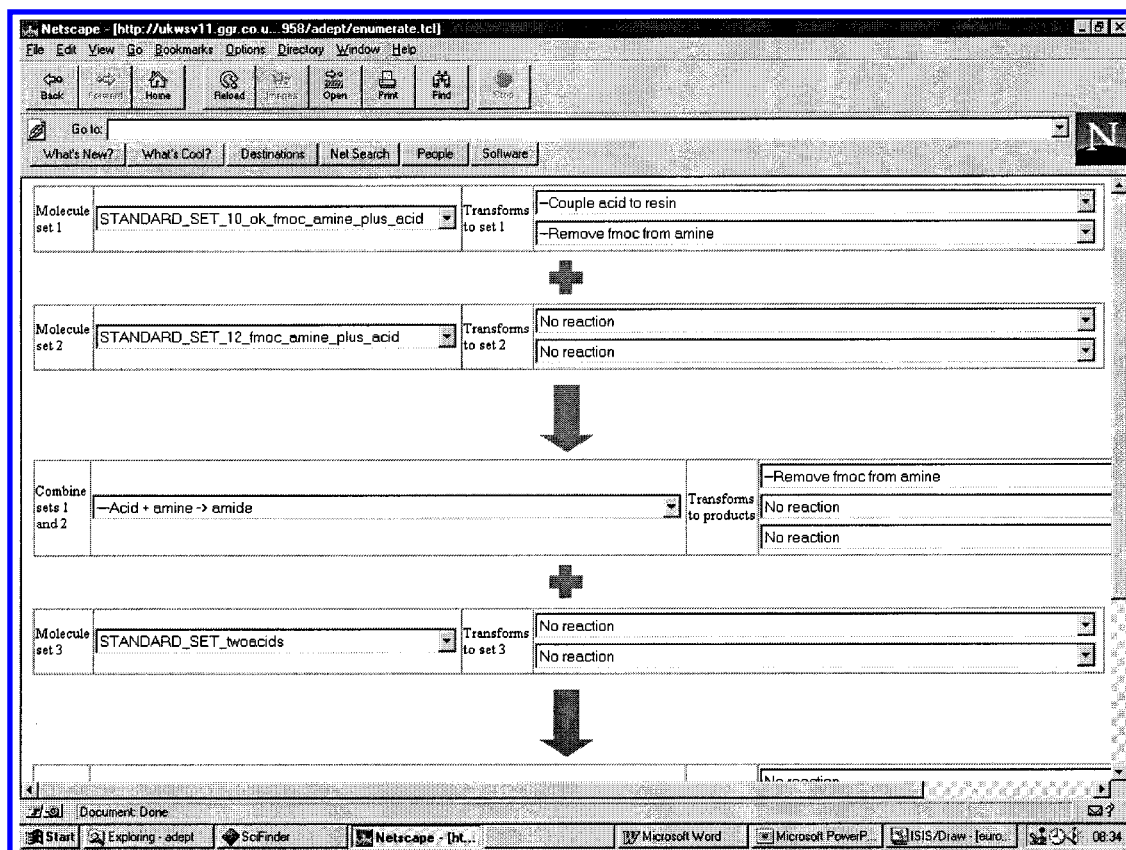 Netscape - [http://ukwsv11.ggr.co.u...958/adept/enumerate.tcl]
File Edit View Go Bookmarks Options Directory Window Help
Back Forward Home Reload Images Open Print Find Stop
Go to:
N
What's New? What's Cool? Destinations Net Search People Software
Molecule set 1 STANDARD_SET_10_ok_fmoc_amine_plus_acid Transforms to set 1 --Couple acid to resin
--Remove fmoc from amine
Molecule set 2 STANDARD_SET_12_fmoc_amine_plus_acid Transforms to set 2 No reaction
No reaction
Combine sets 1 and 2 ---Acid + amine -> amide Transforms to products --Remove fmoc from amine
No reaction
No reaction
Molecule set 3 STANDARD_SET_twoacids Transforms to set 3 No reaction
No reaction
No reaction
Document: Done
Start Exploring - adept SciFinder Netscape - [ht... Microsoft Word Microsoft PowerP... ISIS/Draw - [euro... 08:34